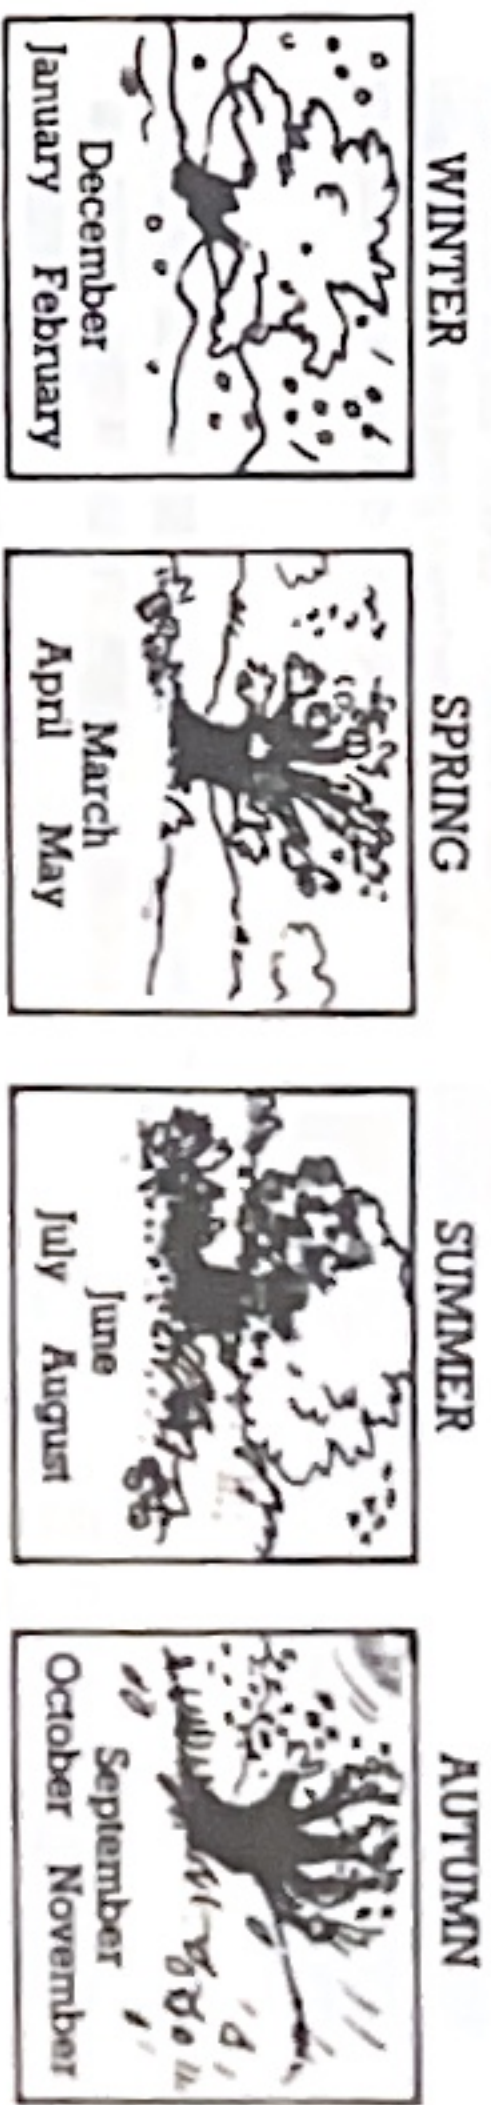 WINTER
December
January February
SPRING
March
April May
SUMMER
June
July August
AUTUMN
September
October November